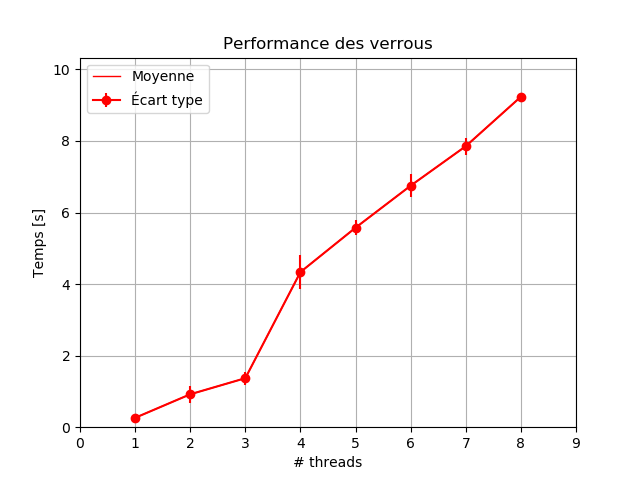 Performance des verrous
Moyenne
Écart type
10
8
6
4
2
0
Temps [s]
0 1 2 3 4 5 6 7 8 9
# threads